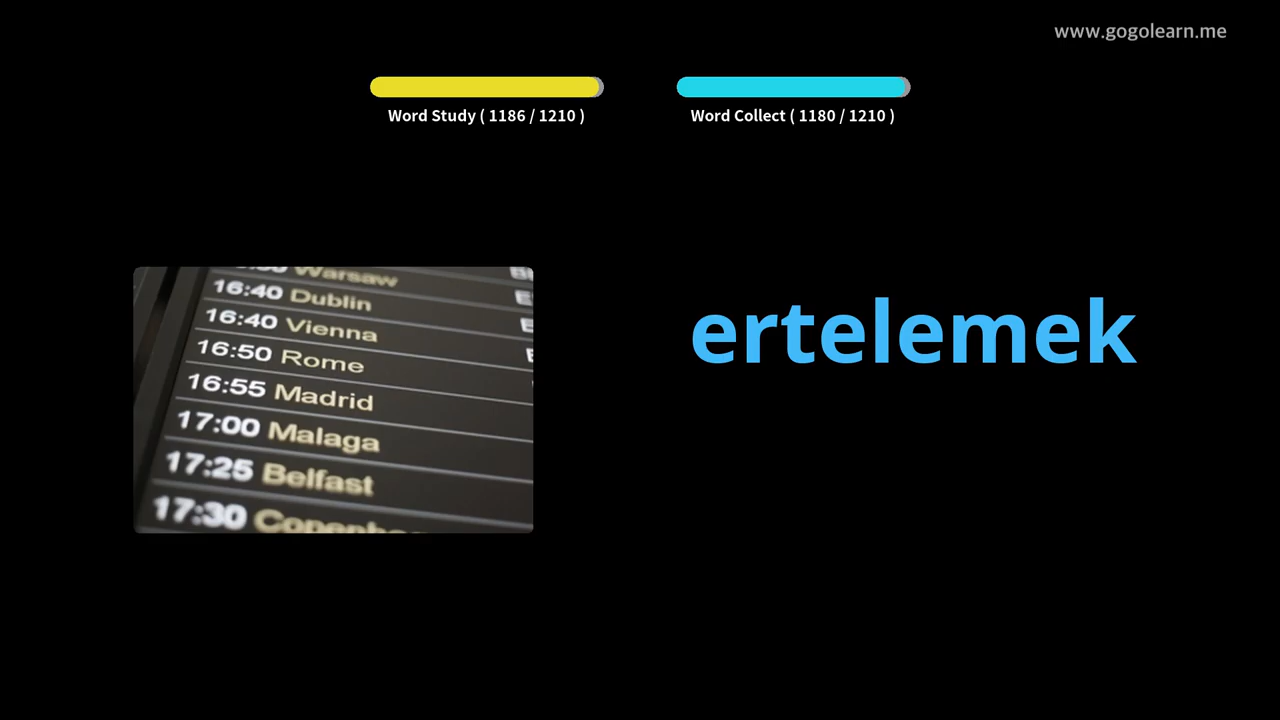 www.gogolearn.me
Word Study ( 1186 / 1210 )
Word Collect ( 1180 / 1210 )
Warsaw
16:40 Dublin
16:40 Vienna
16:50 Rome
16:55 Madrid
17:00 Malaga
17:25 Belfast
17:30
ertelemek